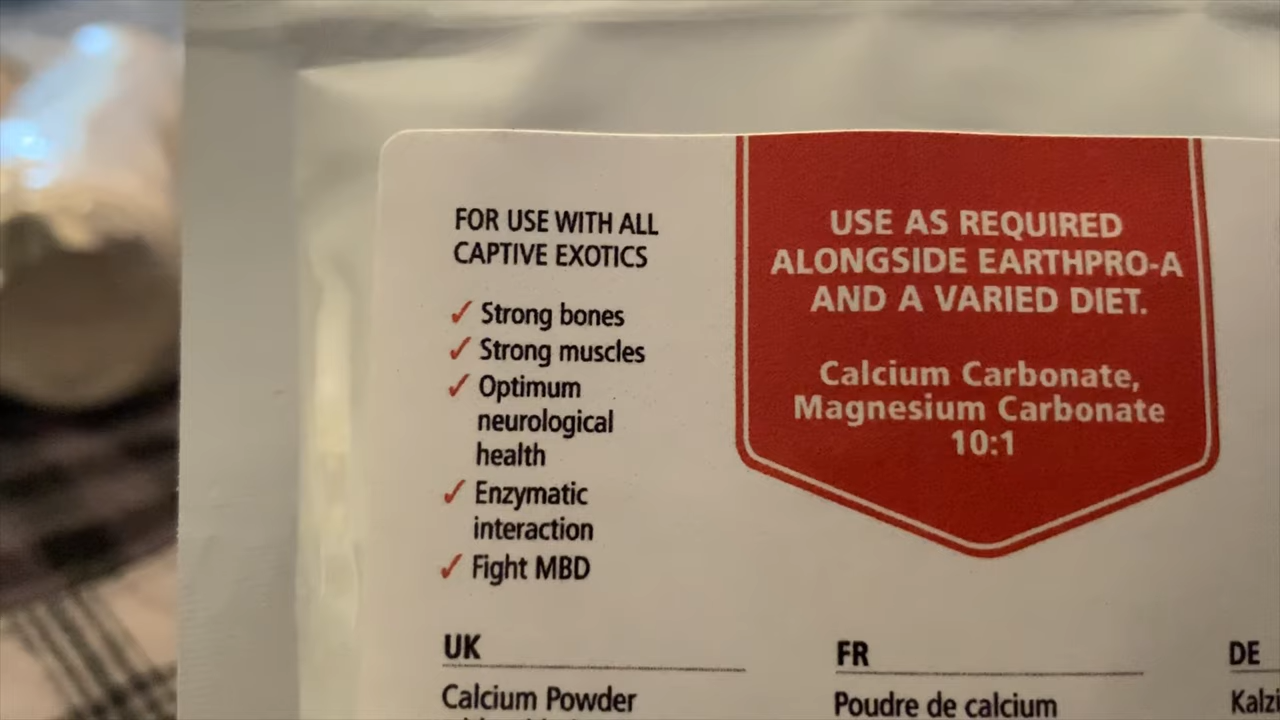 FOR USE WITH ALL
CAPTIVE EXOTICS
✓ Strong bones
✓ Strong muscles
✓ Optimum
neurological
health
✓ Enzymatic
interaction
✓ Fight MBD
USE AS REQUIRED
ALONGSIDE EARTHPRO-A
AND A VARIED DIET.
Calcium Carbonate,
Magnesium Carbonate
10:1
UK
Calcium Powder
FR
Poudre de calcium
DE